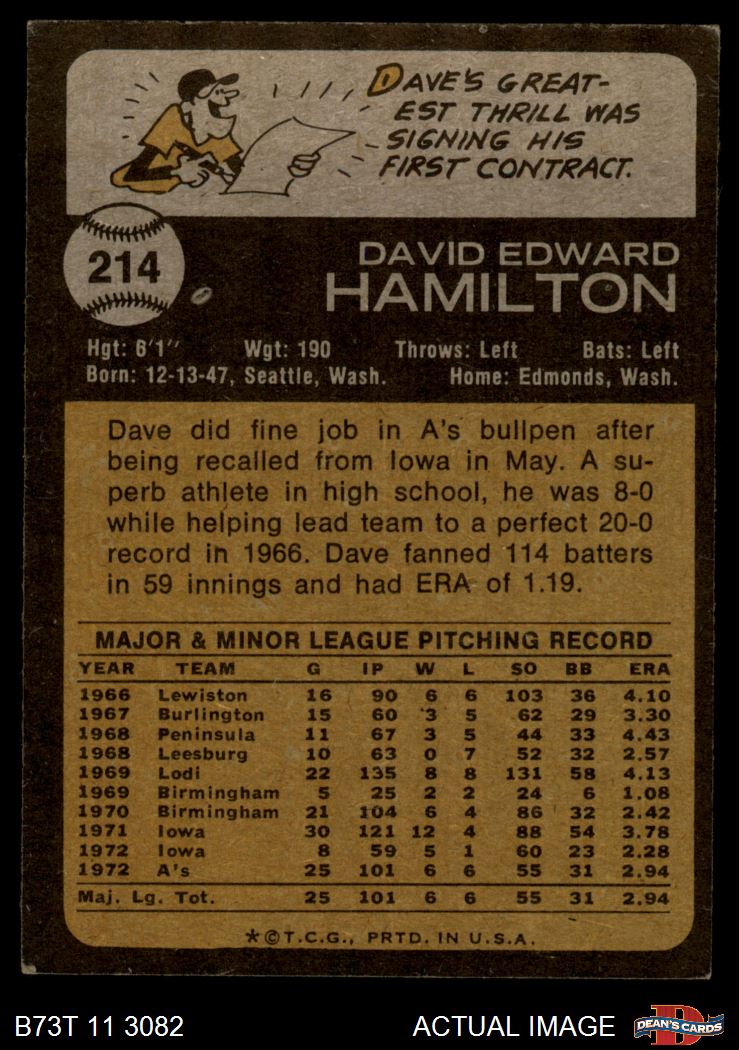 DAVE'S GREAT-
EST THRILL WAS
SIGNING HIS
FIRST CONTRACT.
214
DAVID EDWARD
HAMILTON
Hgt: 6'1" Wgt: 190 Throws: Left Bats: Left
Born: 12-13-47, Seattle, Wash. Home: Edmonds, Wash.
Dave did fine job in A's bullpen after
being recalled from Iowa in May. A su-
perb athlete in high school, he was 8-0
while helping lead team to a perfect 20-0
record in 1966. Dave fanned 114 batters
in 59 innings and had ERA of 1.19.
MAJOR & MINOR LEAGUE PITCHING RECORD
YEAR TEAM G IP W L SO BB ERA
1966 Lewiston 16 90 6 6 103 36 4.10
1967 Burlington 15 60 3 5 62 29 3.30
1968 Peninsula 11 67 3 5 44 33 4.43
1968 Leesburg 10 63 0 7 52 32 2.57
1969 Lodi 22 135 8 8 131 58 4.13
1969 Birmingham 5 25 2 2 24 6 1.08
1970 Birmingham 21 104 6 4 86 32 2.42
1971 Iowa 30 121 12 4 88 54 3.78
1972 Iowa 8 59 5 1 60 23 2.28
1972 A's 25 101 6 6 55 31 2.94
Maj. Lg. Tot. 25 101 6 6 55 31 2.94
*©T.C.G., PRTD. IN U.S.A.
B73T 11 3082 ACTUAL IMAGE D DEAN'S CARDS